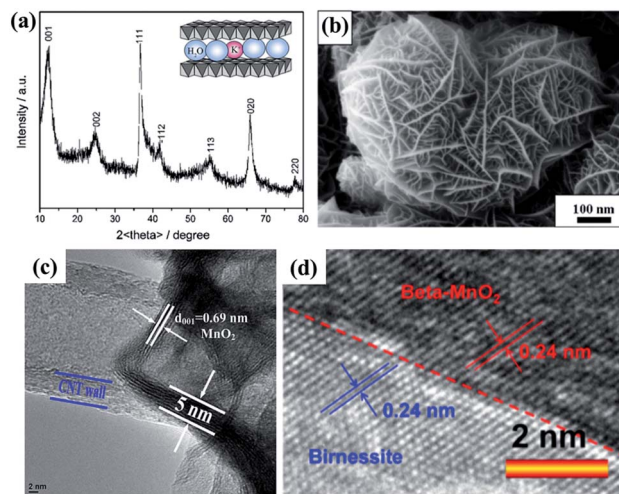 (a)
001
002
111
112
113
020
220
H₂O
K
Intensity / a.u.
10 20 30 40 50 60 70 80
2<theta> / degree
(b)
100 nm
(c)
d₀₀₁=0.69 nm
MnO₂
CNT wall
5 nm
2 nm
(d)
Beta-MnO₂
0.24 nm
0.24 nm
Birnessite
2 nm